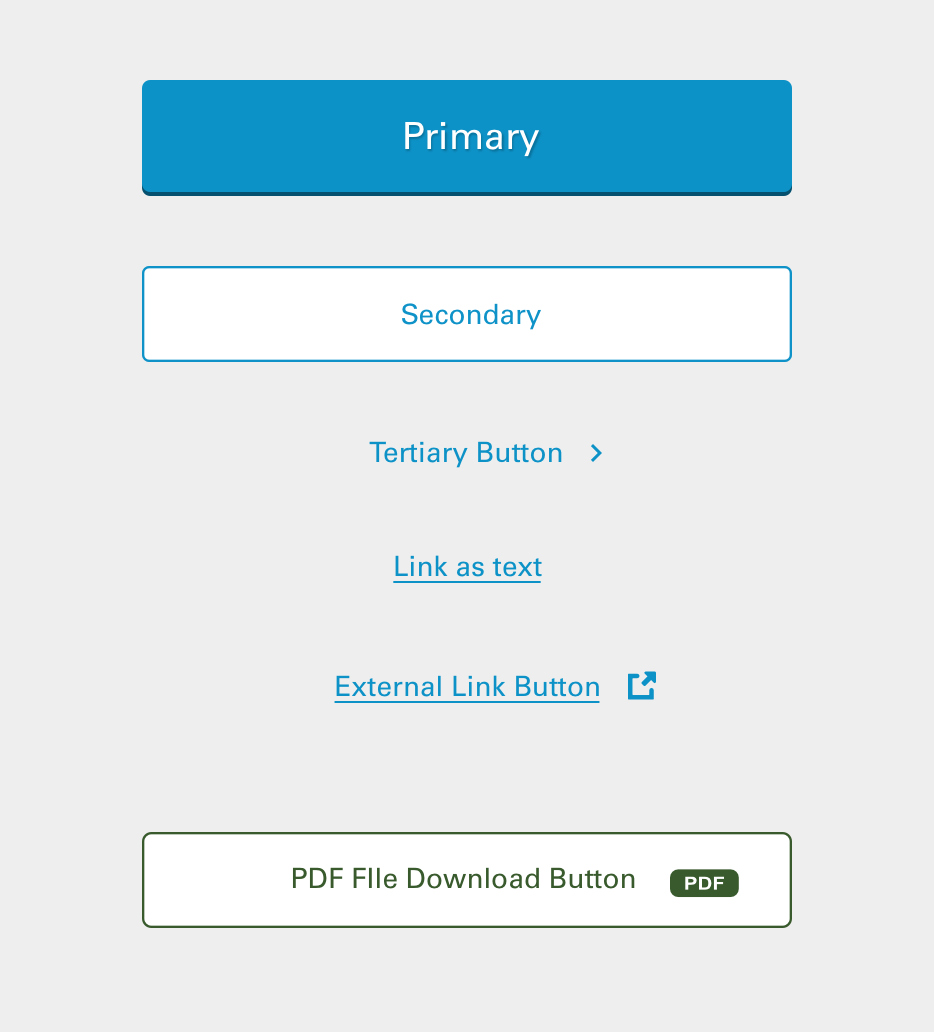 Primary
Secondary
Tertiary Button
Link as text
External Link Button
PDF FIle Download Button PDF